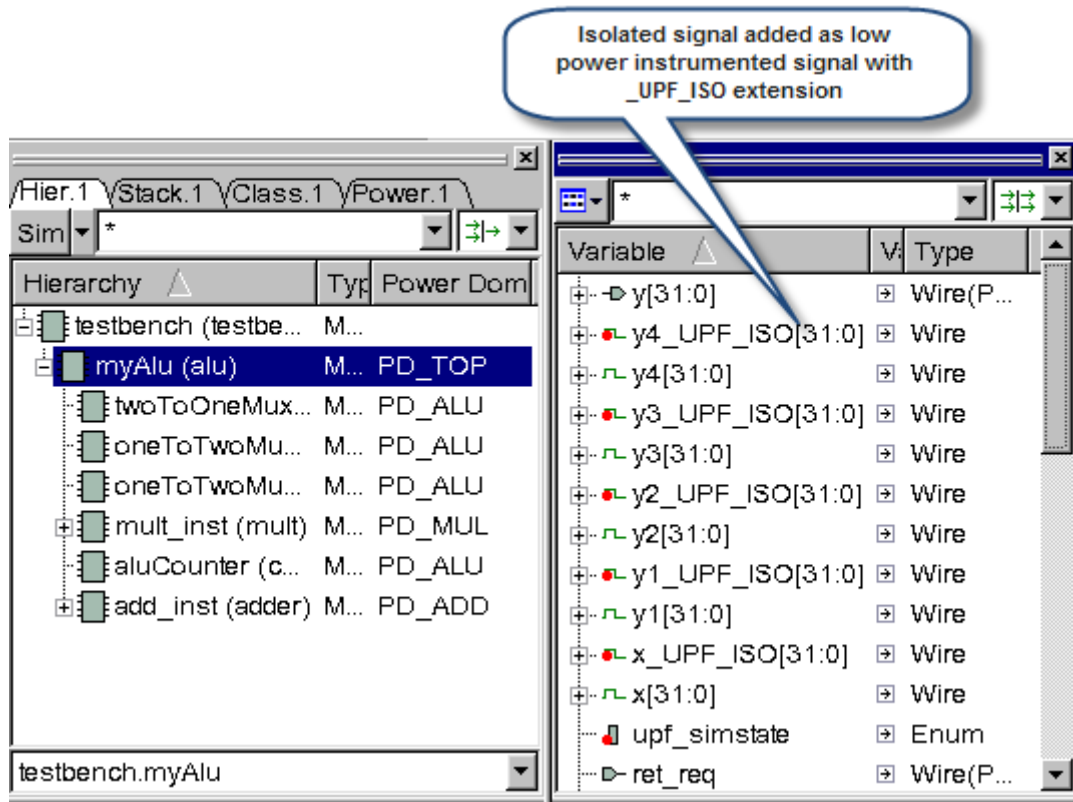 Isolated signal added as low
power instrumented signal with
_UPF_ISO extension
Hier.1 Stack.1 Class.1 Power.1
Sim *
Hierarchy Typ Power Dom
testbench (testbe... M...
myAlu (alu) M... PD_TOP
twoToOneMux... M... PD_ALU
oneToTwoMu... M... PD_ALU
oneToTwoMu... M... PD_ALU
mult_inst (mult) M... PD_MUL
aluCounter (c... M... PD_ALU
add_inst (adder) M... PD_ADD
testbench.myAlu
*
Variable V Type
y[31:0] Wire(P...
y4_UPF_ISO[31:0] Wire
y4[31:0] Wire
y3_UPF_ISO[31:0] Wire
y3[31:0] Wire
y2_UPF_ISO[31:0] Wire
y2[31:0] Wire
y1_UPF_ISO[31:0] Wire
y1[31:0] Wire
x_UPF_ISO[31:0] Wire
x[31:0] Wire
upf_simstate Enum
ret_req Wire(P...